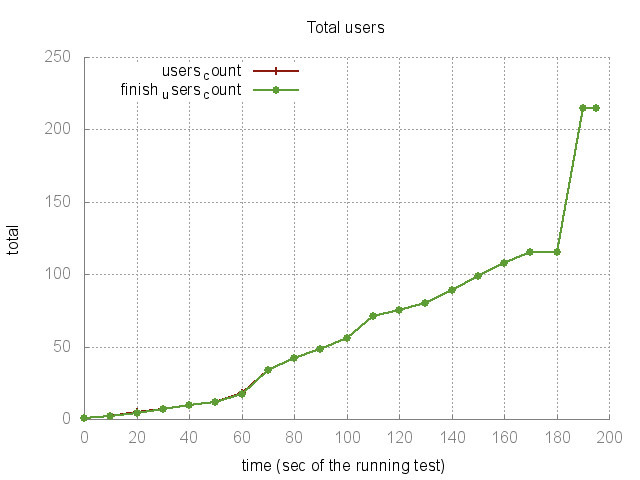 Total users
users_count
finish_users_count
250
200
150
100
50
0
total
0 20 40 60 80 100 120 140 160 180 200
time (sec of the running test)